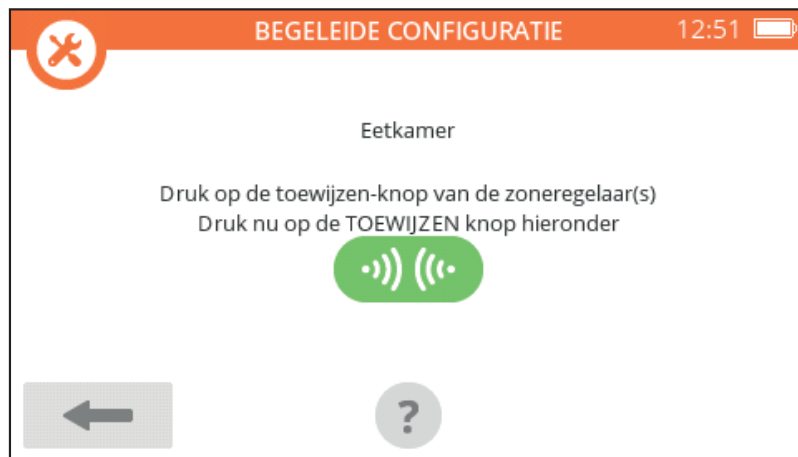 BEGELEIDE CONFIGURATIE 12:51
Eetkamer
Druk op de toewijzen-knop van de zoneregelaar(s)
Druk nu op de TOEWIJZEN knop hieronder
?